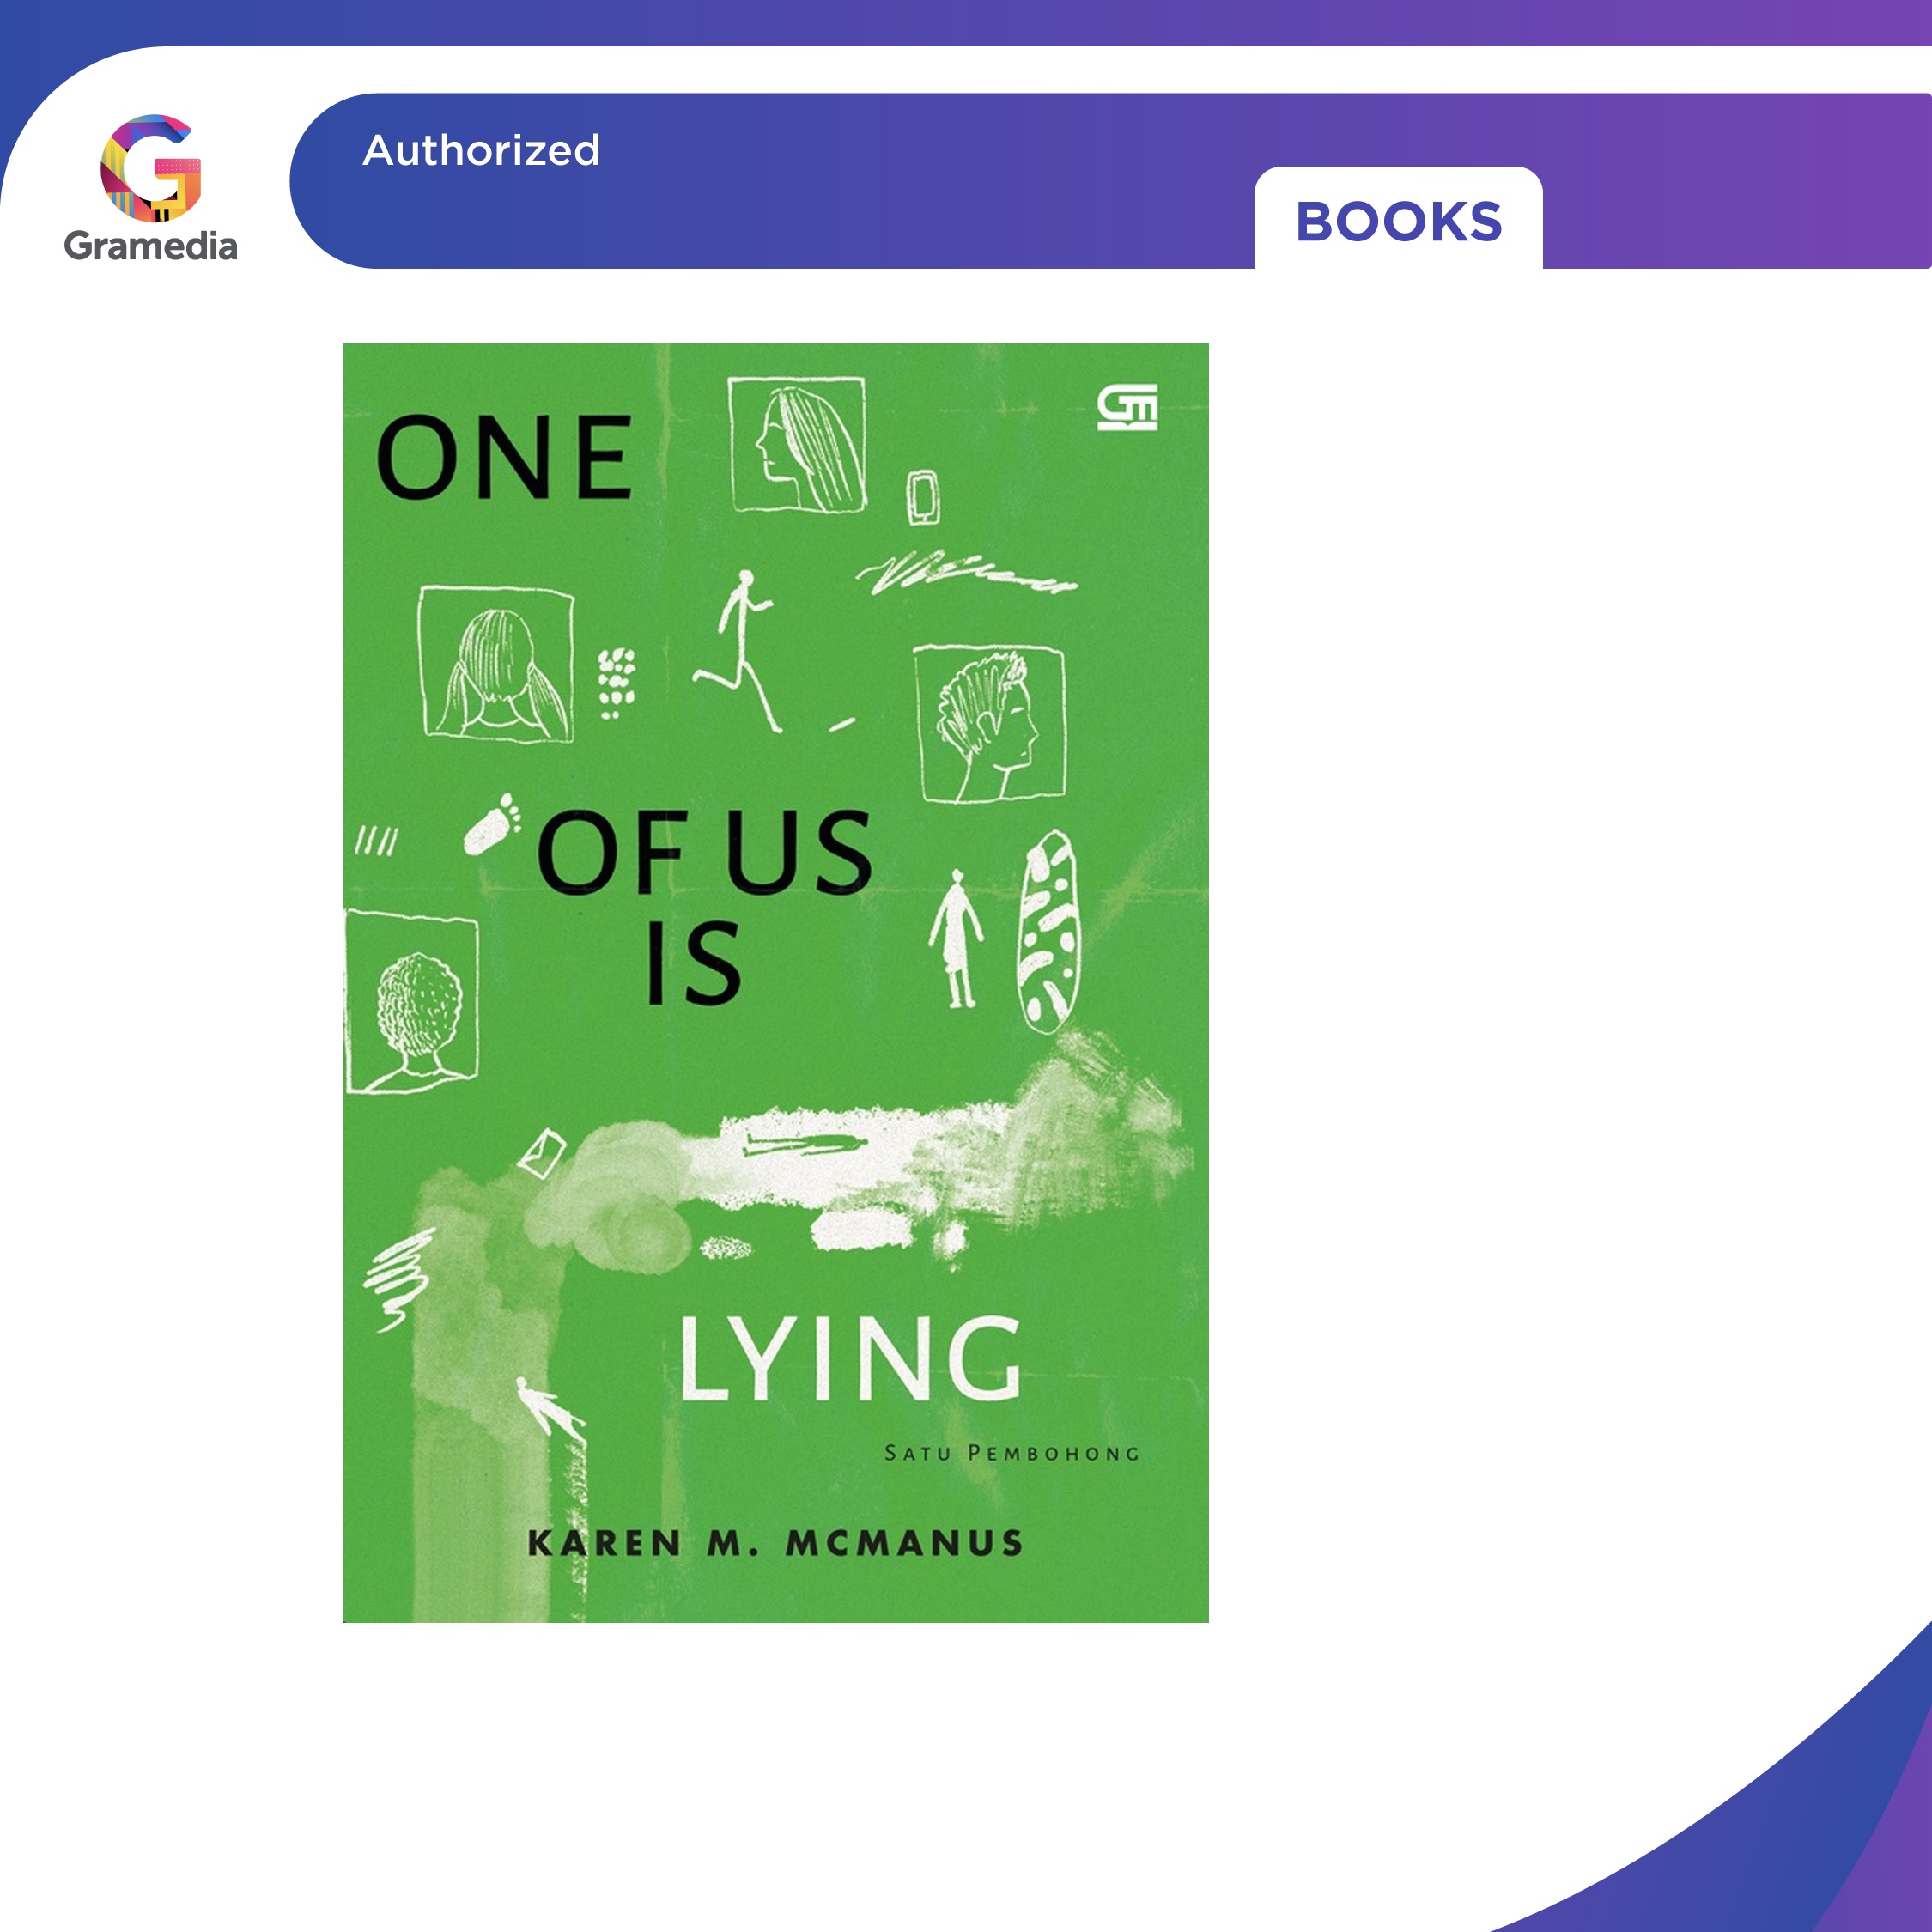 Gramedia
Authorized
BOOKS
ONE
OF US
IS
LYING
SATU PEMBOHONG
KAREN M. MCMANUS